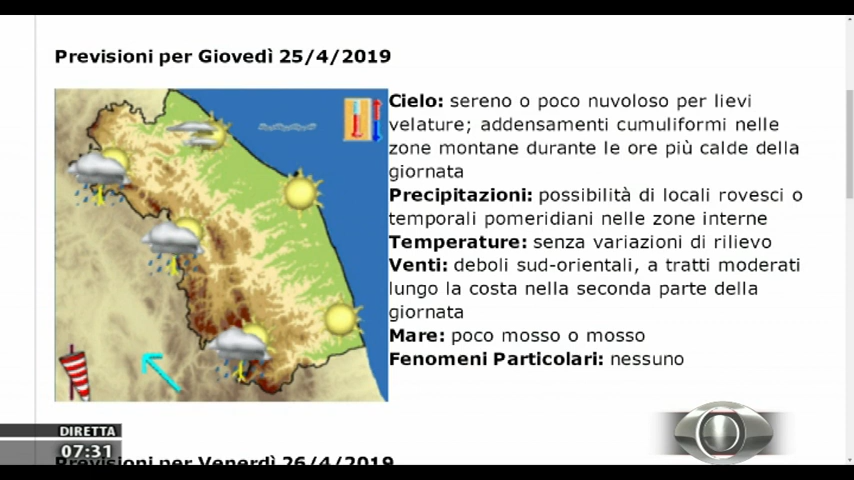 Previsioni per Giovedì 25/4/2019
Cielo: sereno o poco nuvoloso per lievi
velature; addensamenti cumuliformi nelle
zone montane durante le ore più calde della
giornata
Precipitazioni: possibilità di locali rovesci o
temporali pomeridiani nelle zone interne
Temperature: senza variazioni di rilievo
Venti: deboli sud-orientali, a tratti moderati
lungo la costa nella seconda parte della
giornata
Mare: poco mosso o mosso
Fenomeni Particolari: nessuno
DIRETTA
07:31
Previsioni per Venerdì 26/4/2019